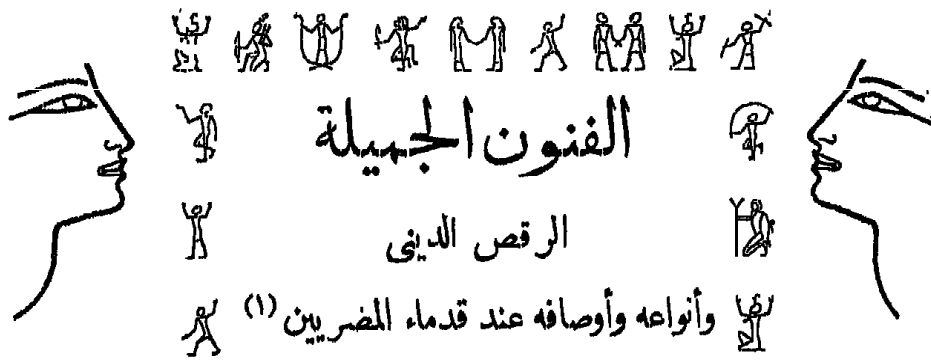 الفنون الجميلة
الرقص الدينى
وأنواعه وأوصافه عند قدماء المصريين (١)